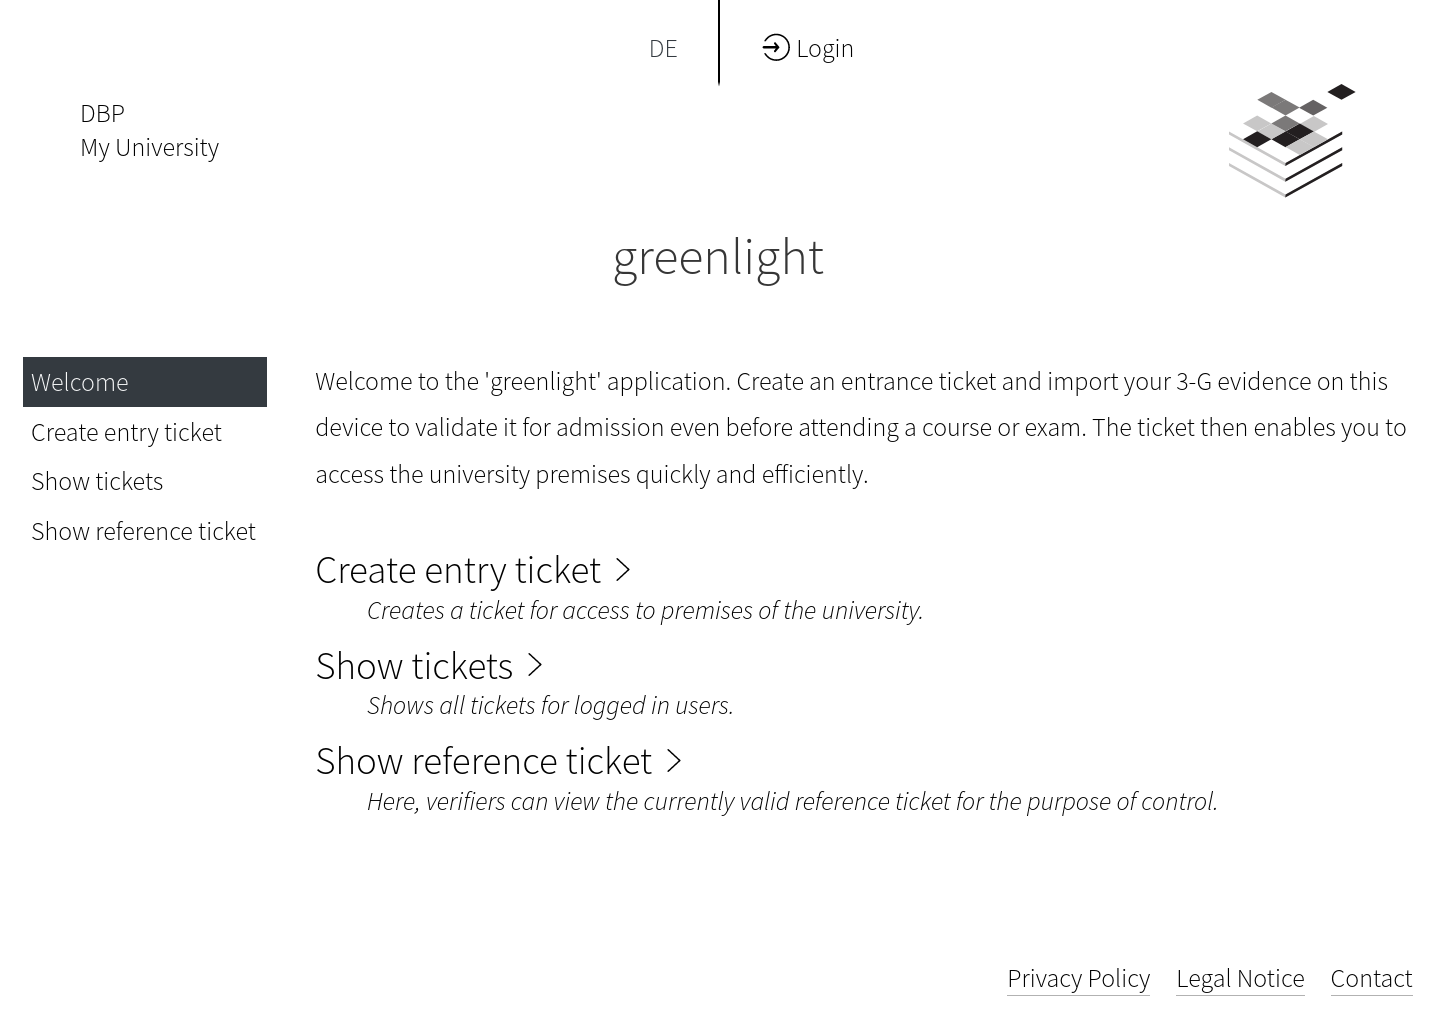 DE
Login
DBP
My University
greenlight
Welcome
Create entry ticket
Show tickets
Show reference ticket
Welcome to the 'greenlight' application. Create an entrance ticket and import your 3-G evidence on this
device to validate it for admission even before attending a course or exam. The ticket then enables you to
access the university premises quickly and efficiently.
Create entry ticket
Creates a ticket for access to premises of the university.
Show tickets
Shows all tickets for logged in users.
Show reference ticket
Here, verifiers can view the currently valid reference ticket for the purpose of control.
Privacy Policy
Legal Notice
Contact